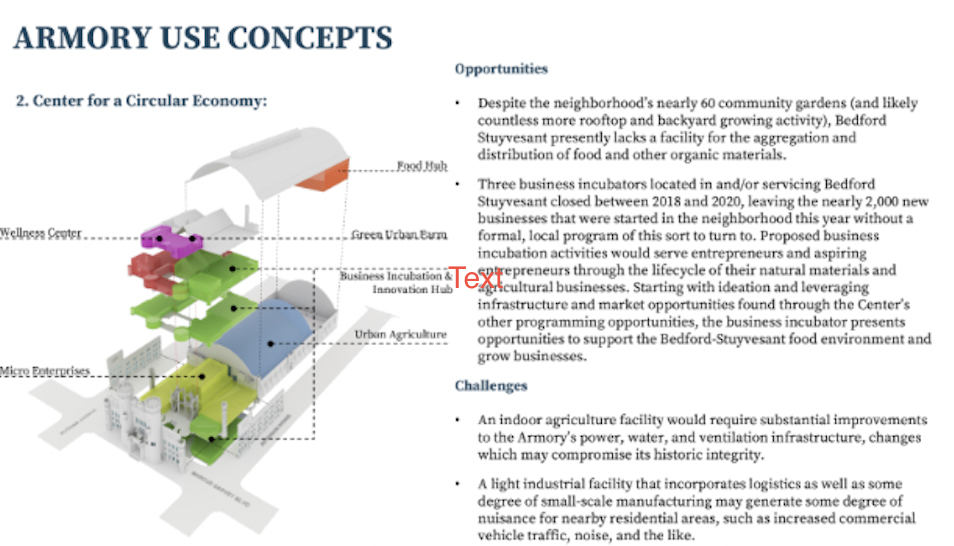 ARMORY USE CONCEPTS
2. Center for a Circular Economy:
Food Hub
Wellness Center
Green Urban Farm
Business Incubation &
Innovation Hub
Urban Agriculture
Micro Enterprises
MARCUS GARVEY BLVD
Opportunities
• Despite the neighborhood's nearly 60 community gardens (and likely
countless more rooftop and backyard growing activity), Bedford
Stuyvesant presently lacks a facility for the aggregation and
distribution of food and other organic materials.
• Three business incubators located in and/or servicing Bedford
Stuyvesant closed between 2018 and 2020, leaving the nearly 2,000 new
businesses that were started in the neighborhood this year without a
formal, local program of this sort to turn to. Proposed business
incubation activities would serve entrepreneurs and aspiring
entrepreneurs through the lifecycle of their natural materials and
Text
agricultural businesses. Starting with ideation and leveraging
infrastructure and market opportunities found through the Center's
other programming opportunities, the business incubator presents
opportunities to support the Bedford-Stuyvesant food environment and
grow businesses.
Challenges
• An indoor agriculture facility would require substantial improvements
to the Armory's power, water, and ventilation infrastructure, changes
which may compromise its historic integrity.
• A light industrial facility that incorporates logistics as well as some
degree of small-scale manufacturing may generate some degree of
nuisance for nearby residential areas, such as increased commercial
vehicle traffic, noise, and the like.